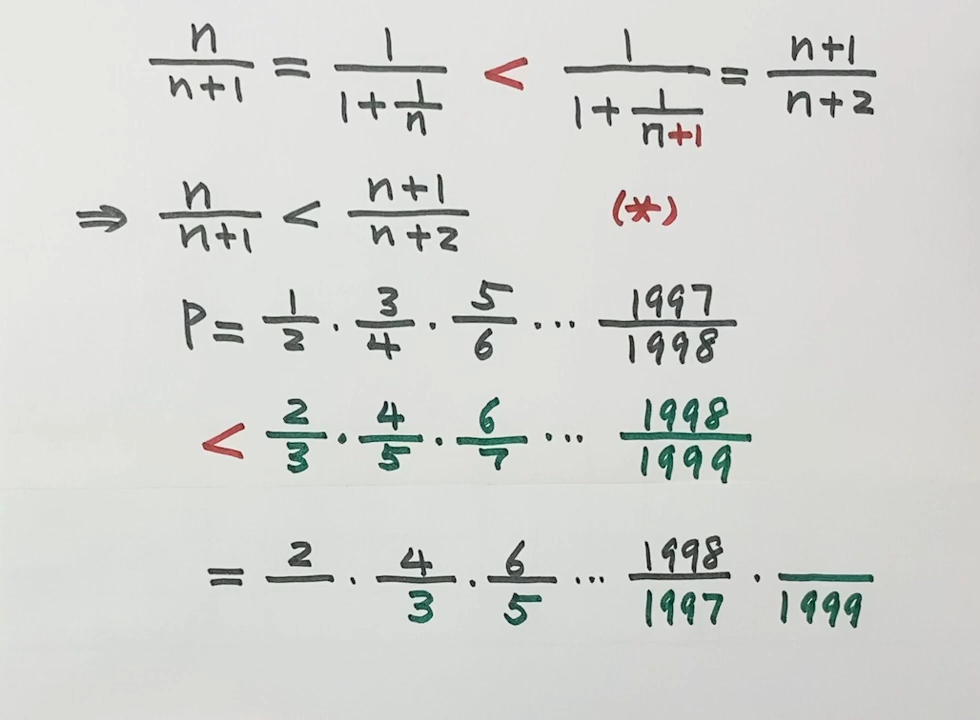 n/(n+1) = 1/(1+1/n) < 1/(1+1/(n+1)) = (n+1)/(n+2)
⇒ n/(n+1) < (n+1)/(n+2) (*)
P = 1/2 · 3/4 · 5/6 ... 1997/1998
< 2/3 · 4/5 · 6/7 ... 1998/1999
= 2/ · 4/3 · 6/5 ... 1998/1997 · /1999